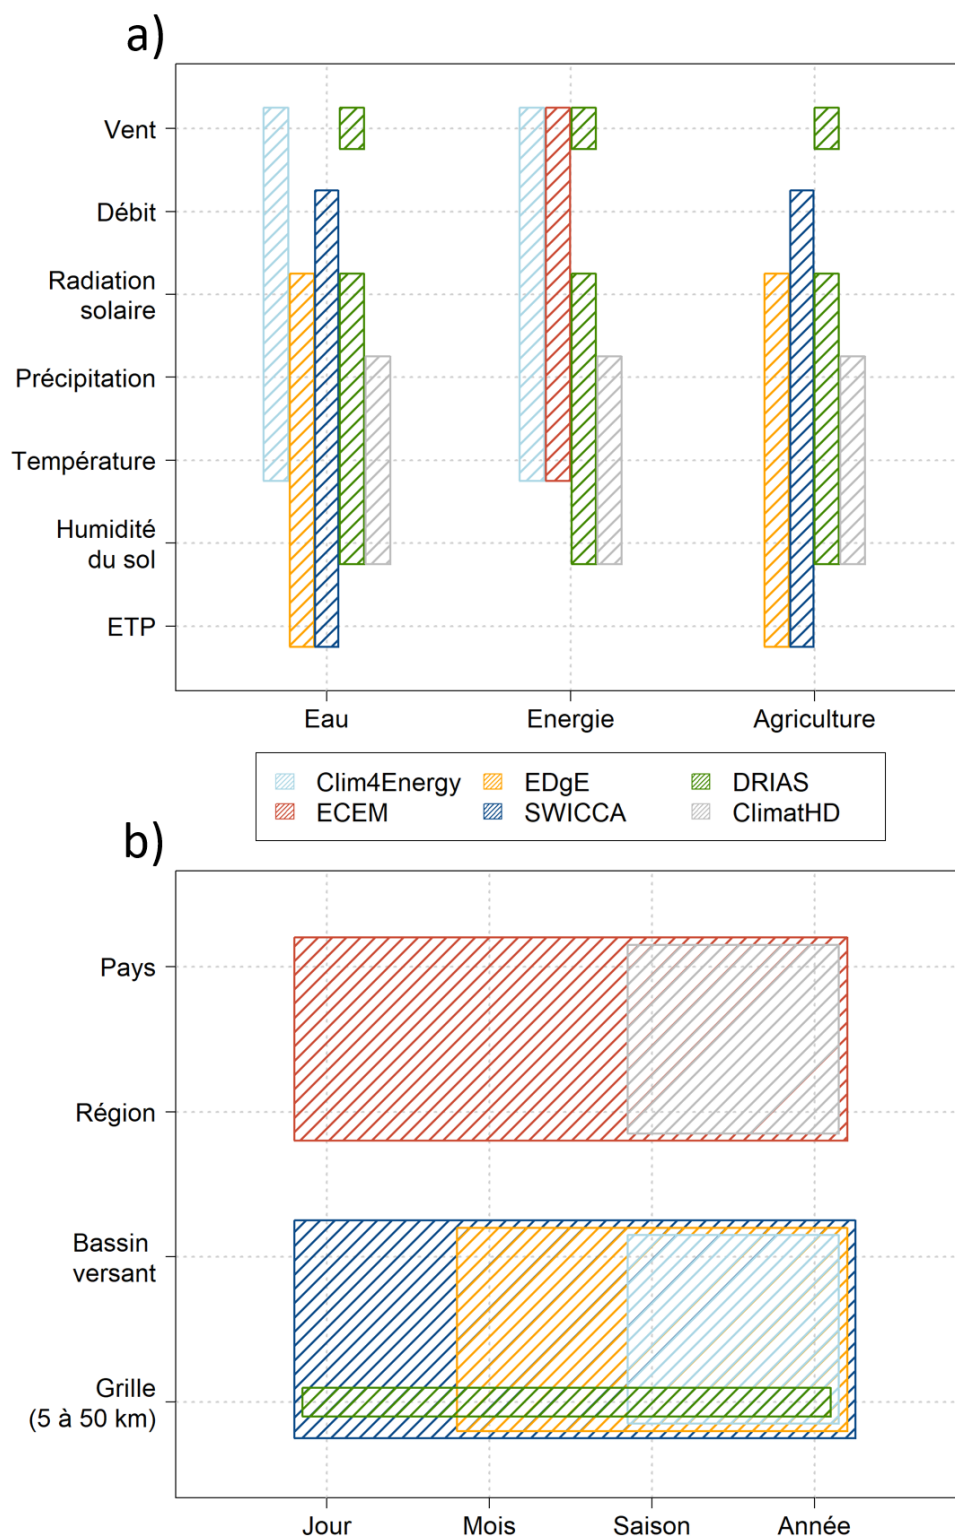 a)
Vent
Débit
Radiation
solaire
Précipitation
Température
Humidité
du sol
ETP
Eau
Energie
Agriculture
Clim4Energy
EDgE
DRIAS
ECEM
SWICCA
ClimatHD
b)
Pays
Région
Bassin
versant
Grille
(5 à 50 km)
Jour
Mois
Saison
Année